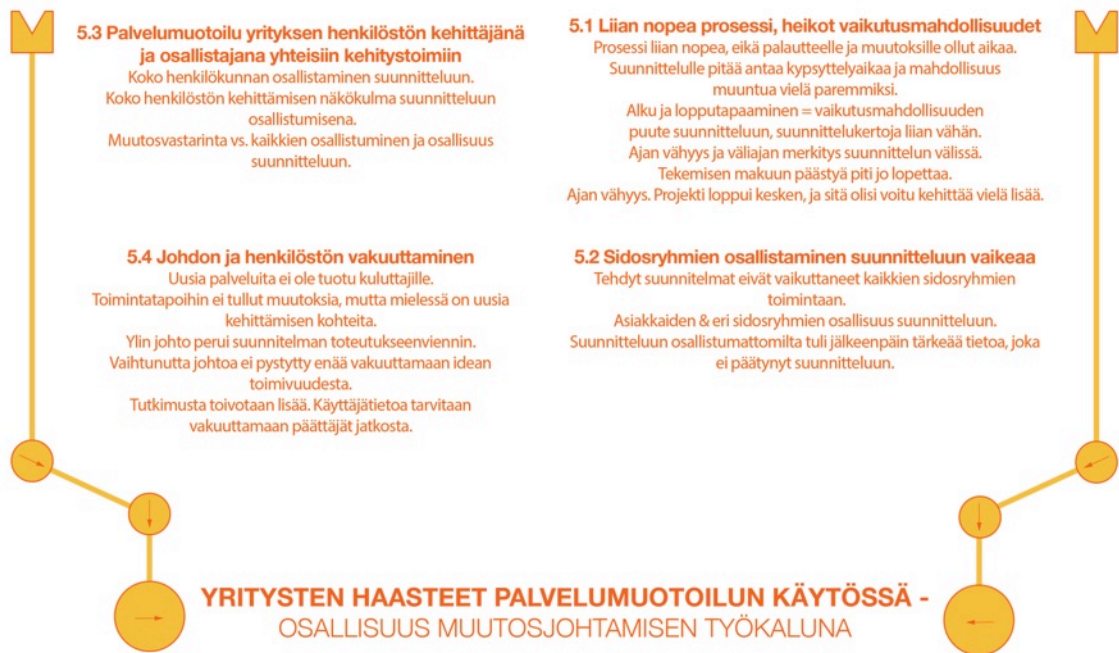 5.3 Palvelumuotoilu yrityksen henkilöstön kehittäjänä
ja osallistajana yhteisiin kehitystoimiin
Koko henkilökunnan osallistaminen suunnitteluun.
Koko henkilöstön kehittämisen näkökulma suunnitteluun
osallistumisena.
Muutosvastarinta vs. kaikkien osallistuminen ja osallisuus
suunnitteluun.
5.1 Liian nopea prosessi, heikot vaikutusmahdollisuudet
Prosessi liian nopea, eikä palautteelle ja muutoksille ollut aikaa.
Suunnittelulle pitää antaa kypsyttelyaikaa ja mahdollisuus
muuntua vielä paremmiksi.
Alku ja lopputapaaminen = vaikutusmahdollisuuden
puute suunnitteluun, suunnittelukertoja liian vähän.
Ajan vähyys ja väliajan merkitys suunnittelun välissä.
Tekemisen makuun päästyä piti jo lopettaa.
Ajan vähyys. Projekti loppui kesken, ja sitä olisi voitu kehittää vielä lisää.
5.4 Johdon ja henkilöstön vakuuttaminen
Uusia palveluita ei ole tuotu kuluttajille.
Toimintatapoihin ei tullut muutoksia, mutta mielessä on uusia
kehittämisen kohteita.
Ylin johto perui suunnitelman toteutukseenviennin.
Vaihtunutta johtoa ei pystytty enää vakuuttamaan idean
toimivuudesta.
Tutkimusta toivotaan lisää. Käyttäjätietoa tarvitaan
vakuuttamaan päättäjät jatkosta.
5.2 Sidosryhmien osallistaminen suunnitteluun vaikeaa
Tehdyt suunnitelmat eivät vaikuttaneet kaikkien sidosryhmien
toimintaan.
Asiakkaiden & eri sidosryhmien osallisuus suunnitteluun.
Suunnitteluun osallistumattomilta tuli jälkeenpäin tärkeää tietoa, joka
ei päätynyt suunnitteluun.
YRITYSTEN HAASTEET PALVELUMUOTOILUN KÄYTÖSSÄ -
OSALLISUUS MUUTOSJOHTAMISEN TYÖKALUNA